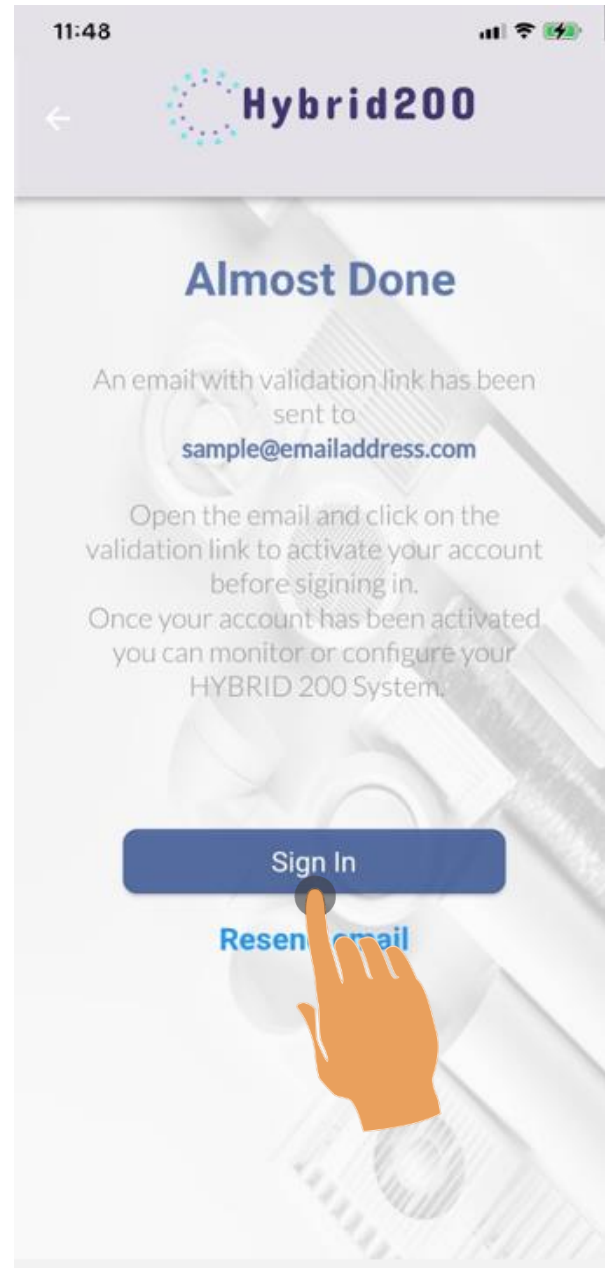 11:48
Hybrid200
Almost Done
An email with validation link has been
sent to
sample@emailaddress.com
Open the email and click on the
validation link to activate your account
before sigining in.
Once your account has been activated
you can monitor or configure your
HYBRID 200 System.
Sign In
Resend email